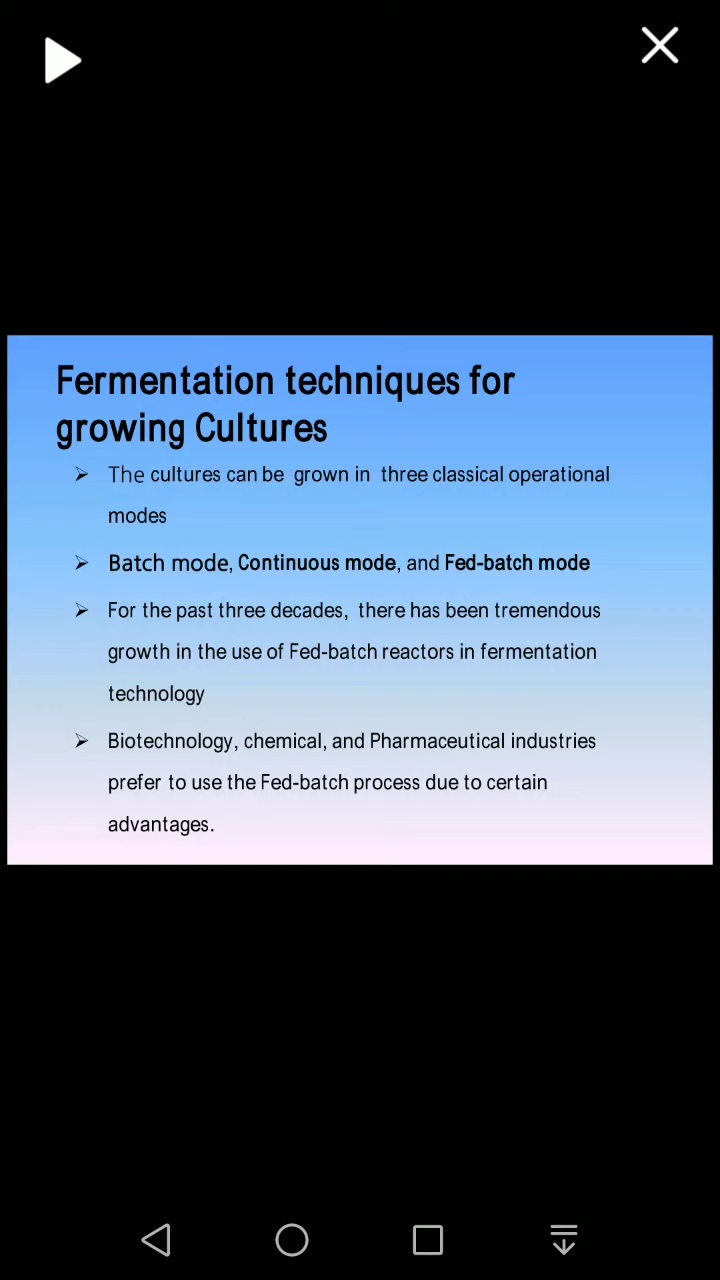 Fermentation techniques for
growing Cultures
➢ The cultures can be grown in three classical operational
modes
➢ Batch mode, Continuous mode, and Fed-batch mode
➢ For the past three decades, there has been tremendous
growth in the use of Fed-batch reactors in fermentation
technology
➢ Biotechnology, chemical, and Pharmaceutical industries
prefer to use the Fed-batch process due to certain
advantages.